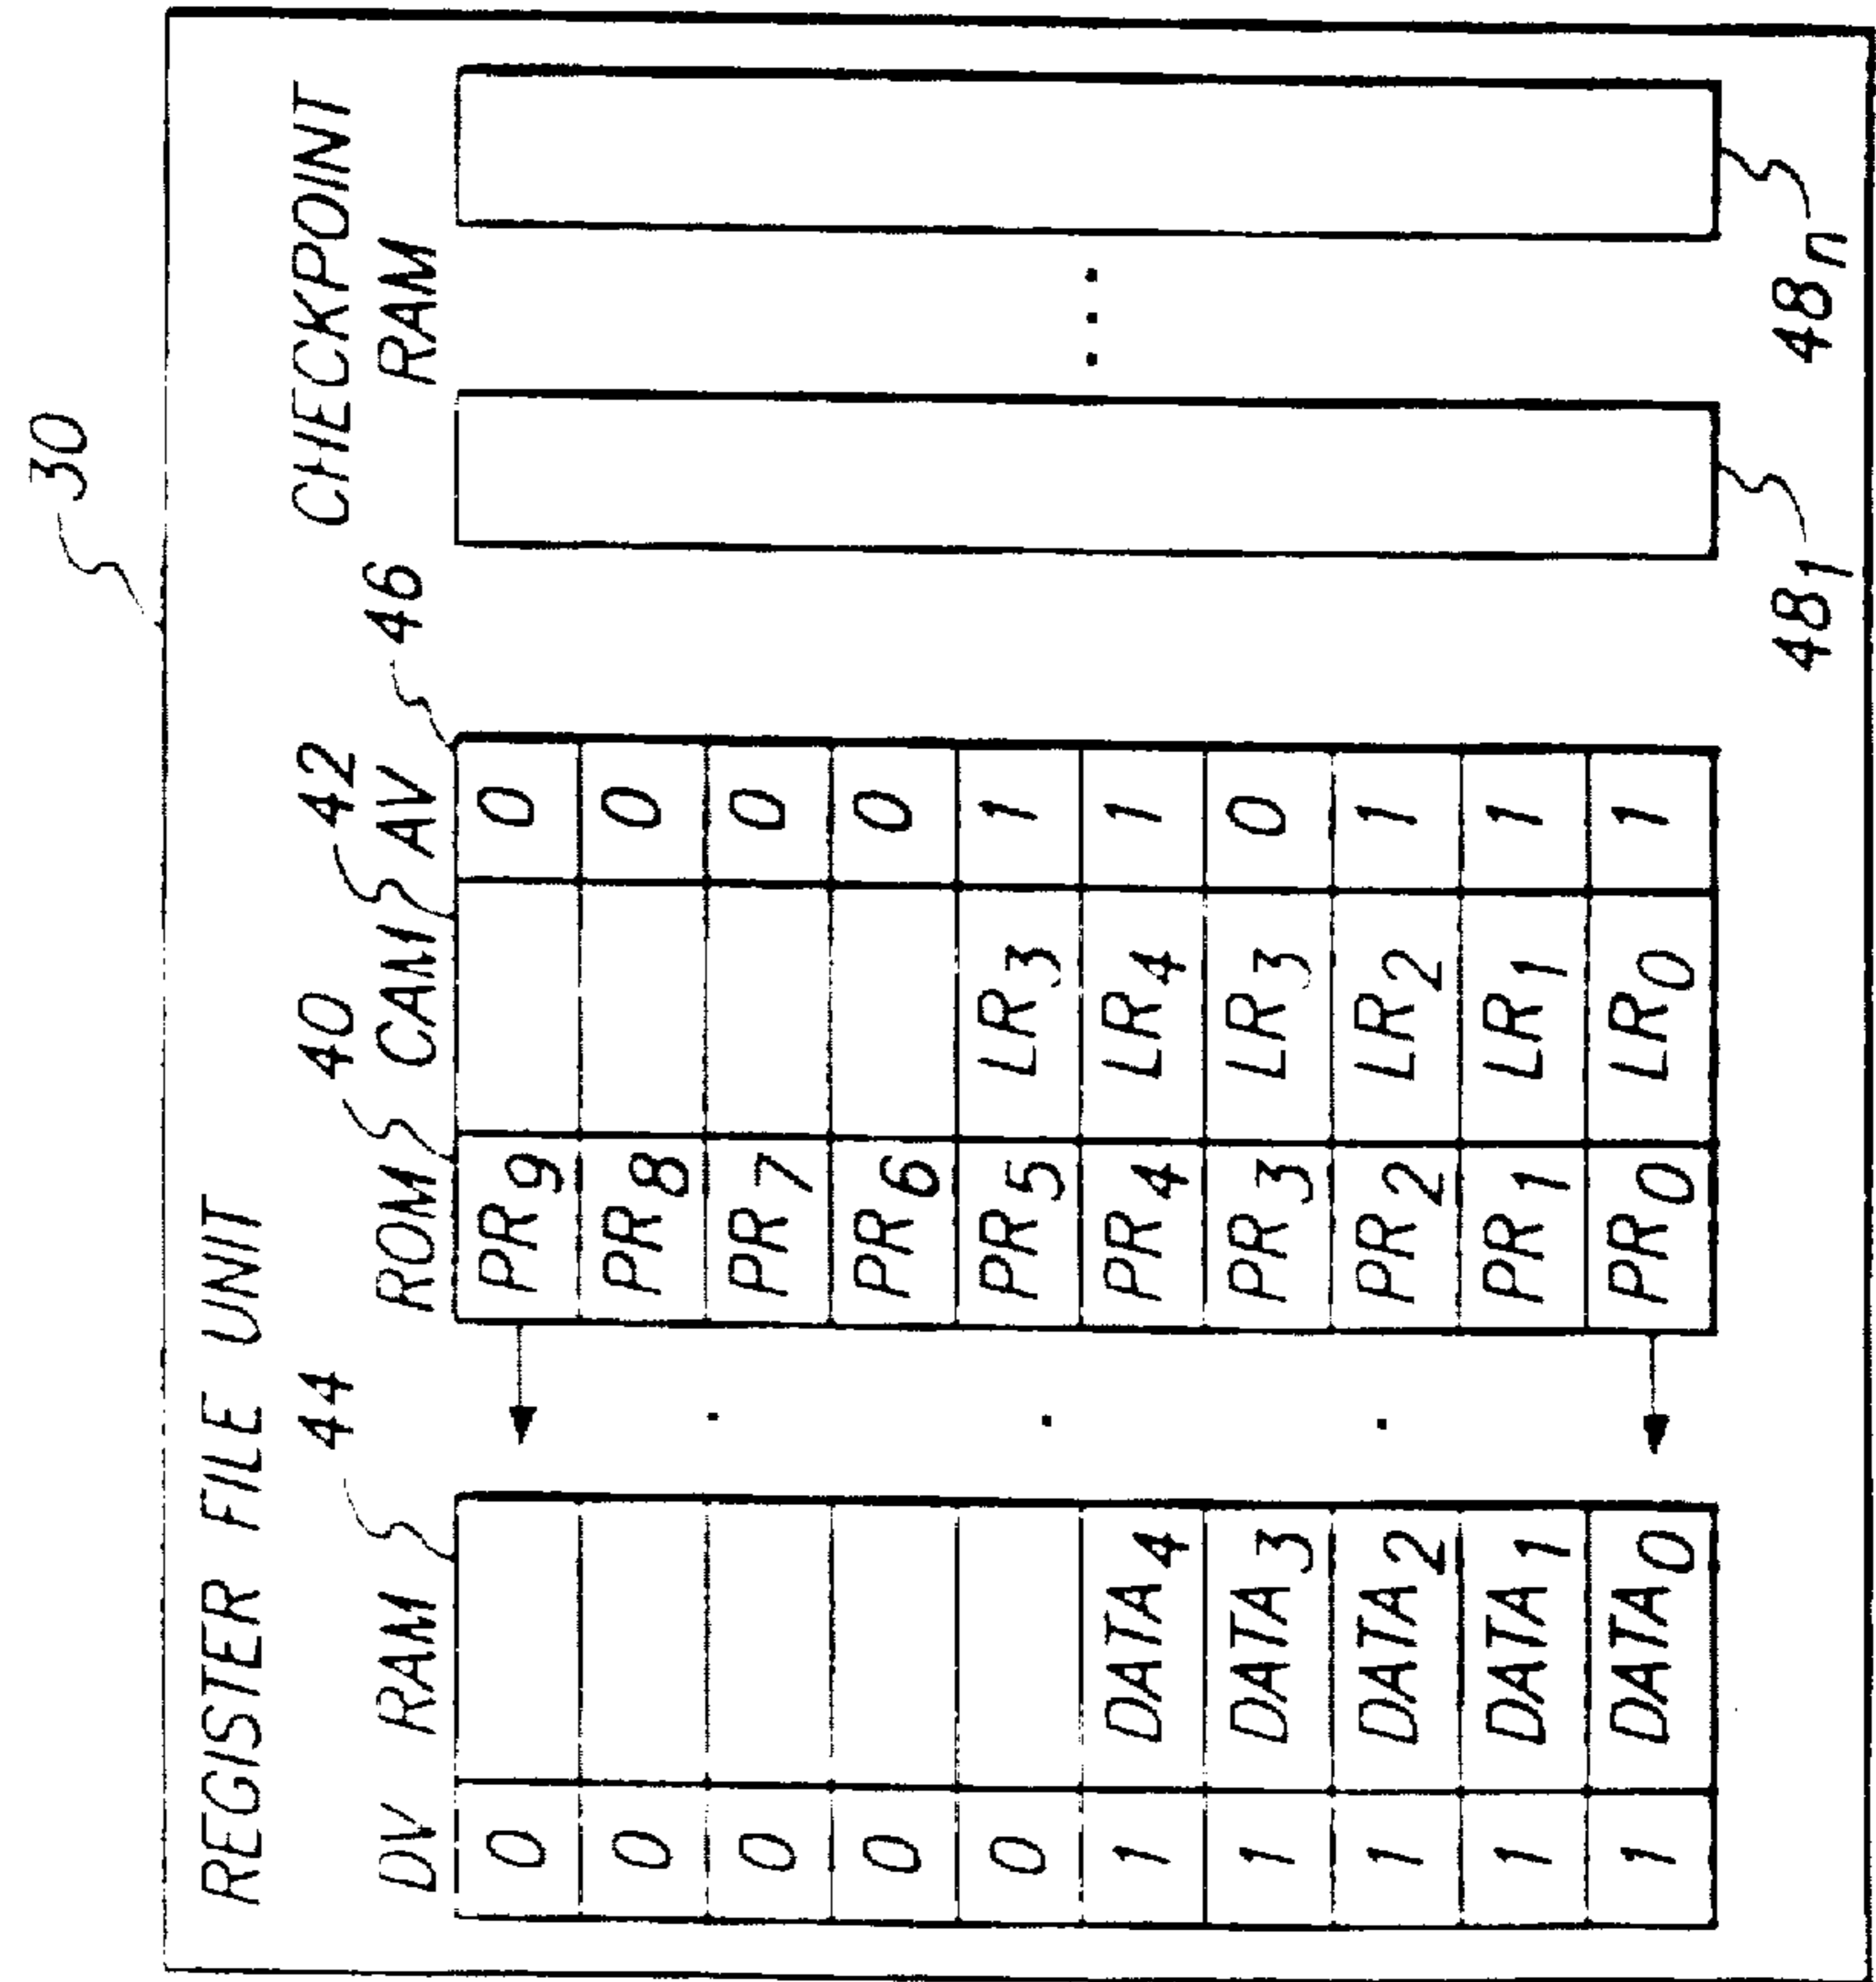 30
REGISTER FILE UNIT
44
40
42
46
CHECKPOINT
RAM
DV RAM ROM CAM AV
0 PR9 0
0 PR8 0
0 PR7 0
0 PR6 0
0 PR5 LR3 1
1 DATA4 PR4 LR4 1
1 DATA3 PR3 LR3 0
1 DATA2 PR2 LR2 1
1 DATA1 PR1 LR1 1
1 DATA0 PR0 LR0 1
481
48n